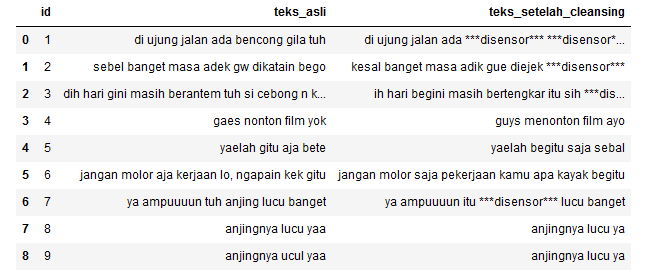 id teks_asli teks_setelah_cleansing
0 1 di ujung jalan ada bencong gila tuh di ujung jalan ada ***disensor*** ***disensor*...
1 2 sebel banget masa adek gw dikatain bego kesal banget masa adik gue diejek ***disensor***
2 3 dih hari gini masih berantem tuh si cebong n k... ih hari begini masih bertengkar itu sih ***dis...
3 4 gaes nonton film yok guys menonton film ayo
4 5 yaelah gitu aja bete yaelah begitu saja sebal
5 6 jangan molor aja kerjaan lo, ngapain kek gitu jangan molor saja pekerjaan kamu apa kayak begitu
6 7 ya ampuuuun tuh anjing lucu banget ya ampuuuun itu ***disensor*** lucu banget
7 8 anjingnya lucu yaa anjingnya lucu ya
8 9 anjingnya ucul yaa anjingnya lucu ya